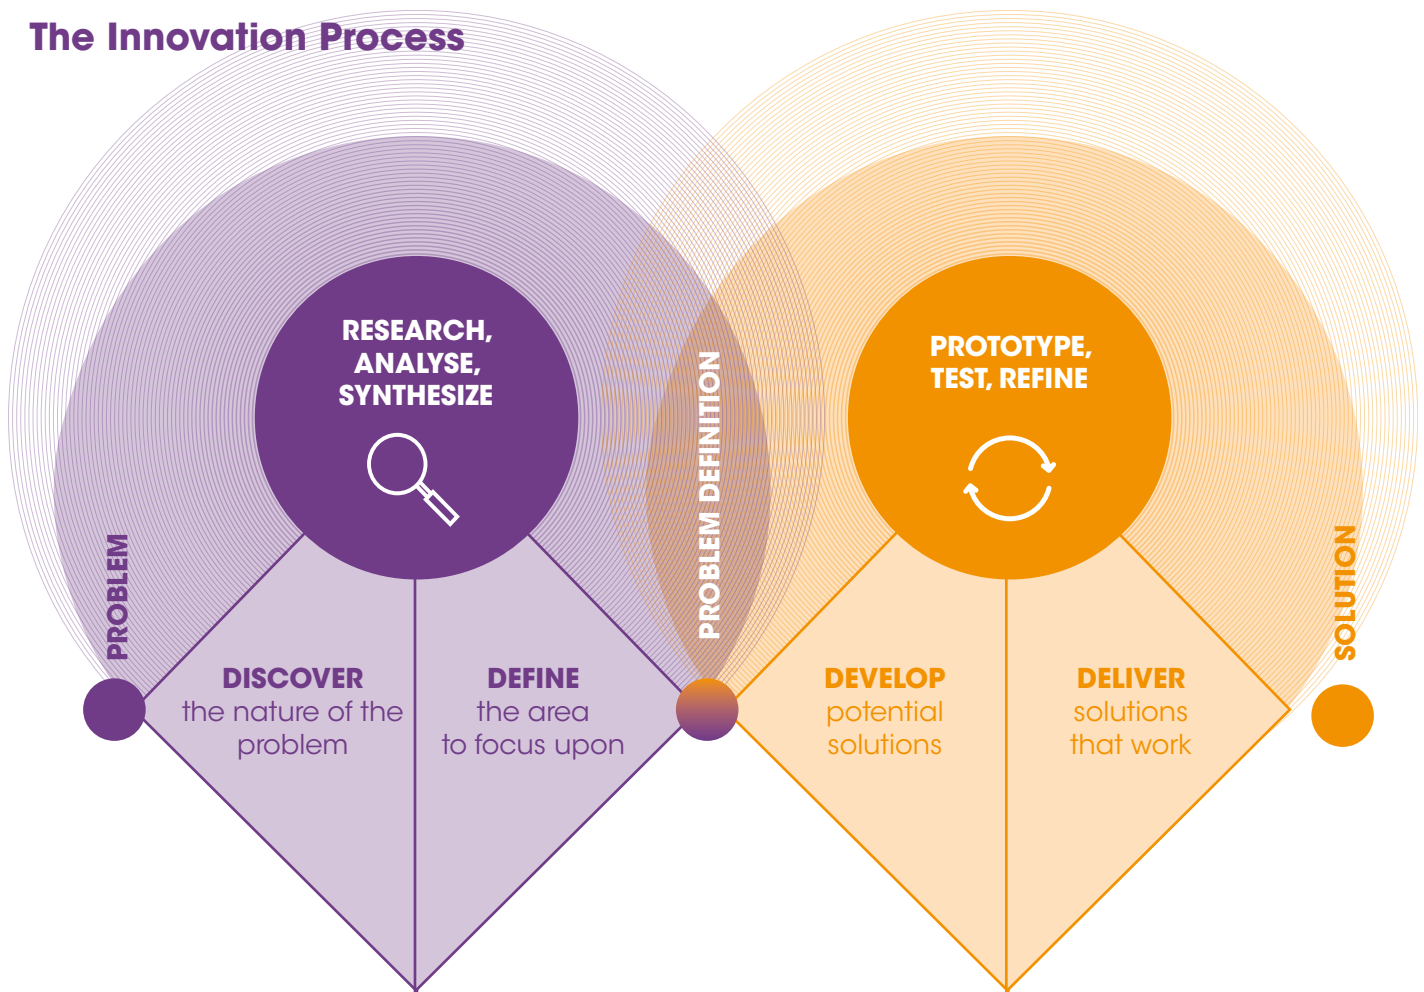 The Innovation Process
RESEARCH,
ANALYSE,
SYNTHESIZE
PROTOTYPE,
TEST, REFINE
PROBLEM
PROBLEM DEFINITION
SOLUTION
DISCOVER
the nature of the
problem
DEFINE
the area
to focus upon
DEVELOP
potential
solutions
DELIVER
solutions
that work